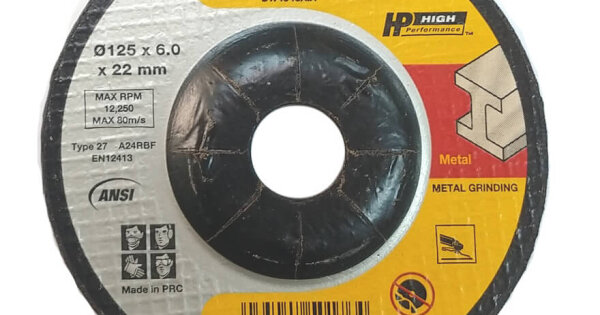 HP HIGH
Performance™
Ø125 x 6.0
x 22 mm
MAX RPM
12,250
MAX 80m/s
Type 27 A24RBF
EN12413
ANSI
Metal
METAL GRINDING
Made in PRC